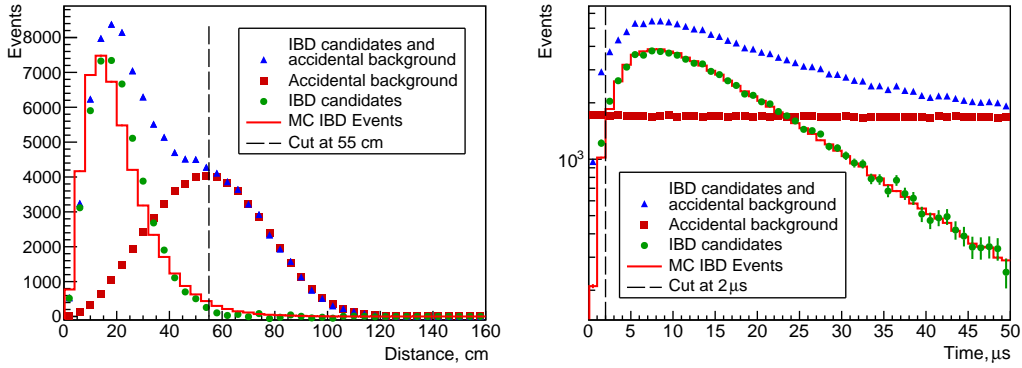 Events
8000
7000
6000
5000
4000
3000
2000
1000
0
0 20 40 60 80 100 120 140 160
Distance, cm
IBD candidates and
accidental background
Accidental background
IBD candidates
MC IBD Events
Cut at 55 cm
Events
10³
0 5 10 15 20 25 30 35 40 45 50
Time, μs
IBD candidates and
accidental background
Accidental background
IBD candidates
MC IBD Events
Cut at 2 μs